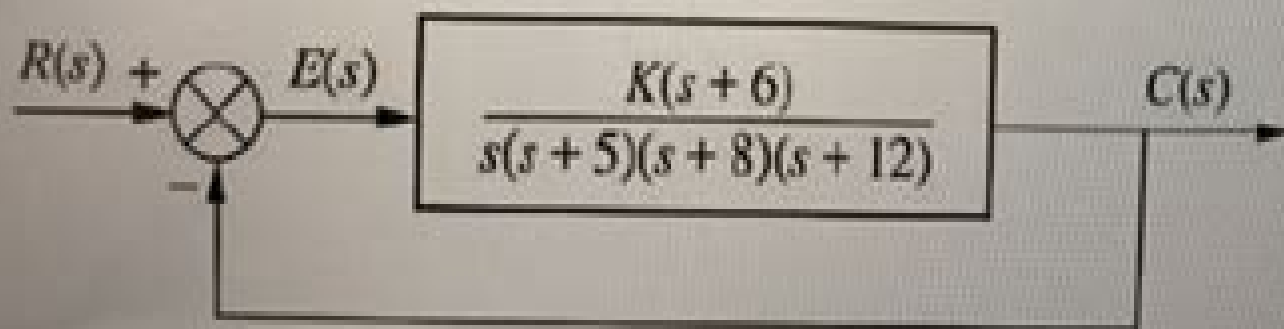 R(s) + E(s) K(s + 6) C(s)
s(s + 5)(s + 8)(s + 12)
−